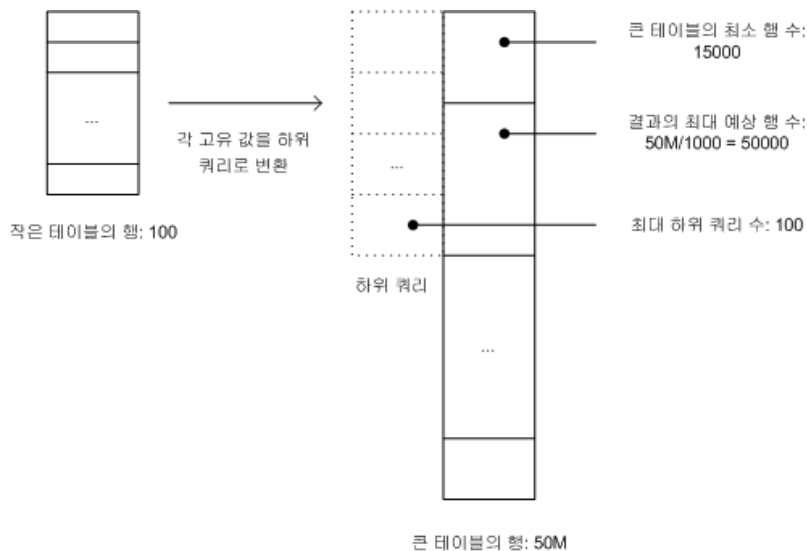 큰 테이블의 최소 행 수:
15000
...
각 고유 값을 하위
쿼리로 변환
결과의 최대 예상 행 수:
50M/1000 = 50000
...
작은 테이블의 행: 100
최대 하위 쿼리 수: 100
하위 쿼리
...
큰 테이블의 행: 50M